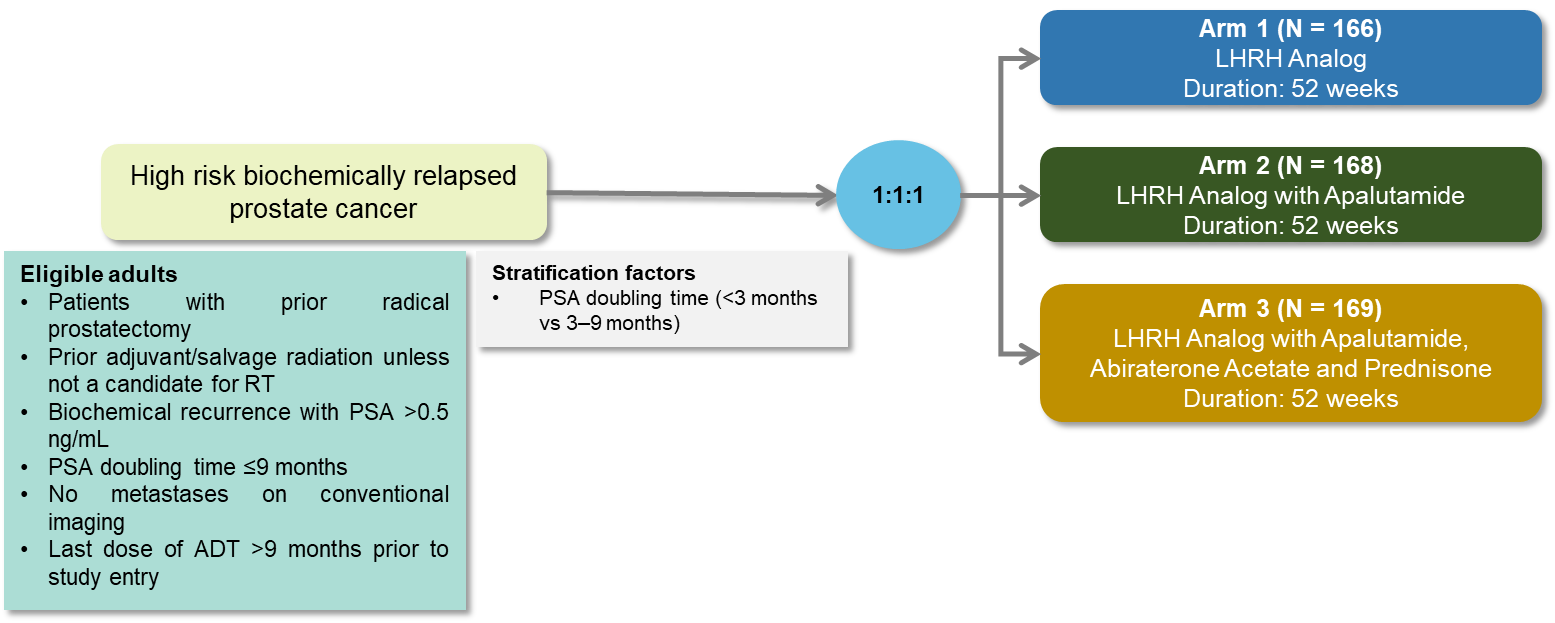 High risk biochemically relapsed
prostate cancer
Eligible adults
• Patients with prior radical
prostatectomy
• Prior adjuvant/salvage radiation unless
not a candidate for RT
• Biochemical recurrence with PSA >0.5
ng/mL
• PSA doubling time ≤9 months
• No metastases on conventional
imaging
• Last dose of ADT >9 months prior to
study entry
Stratification factors
• PSA doubling time (<3 months
vs 3–9 months)
1:1:1
Arm 1 (N = 166)
LHRH Analog
Duration: 52 weeks
Arm 2 (N = 168)
LHRH Analog with Apalutamide
Duration: 52 weeks
Arm 3 (N = 169)
LHRH Analog with Apalutamide,
Abiraterone Acetate and Prednisone
Duration: 52 weeks